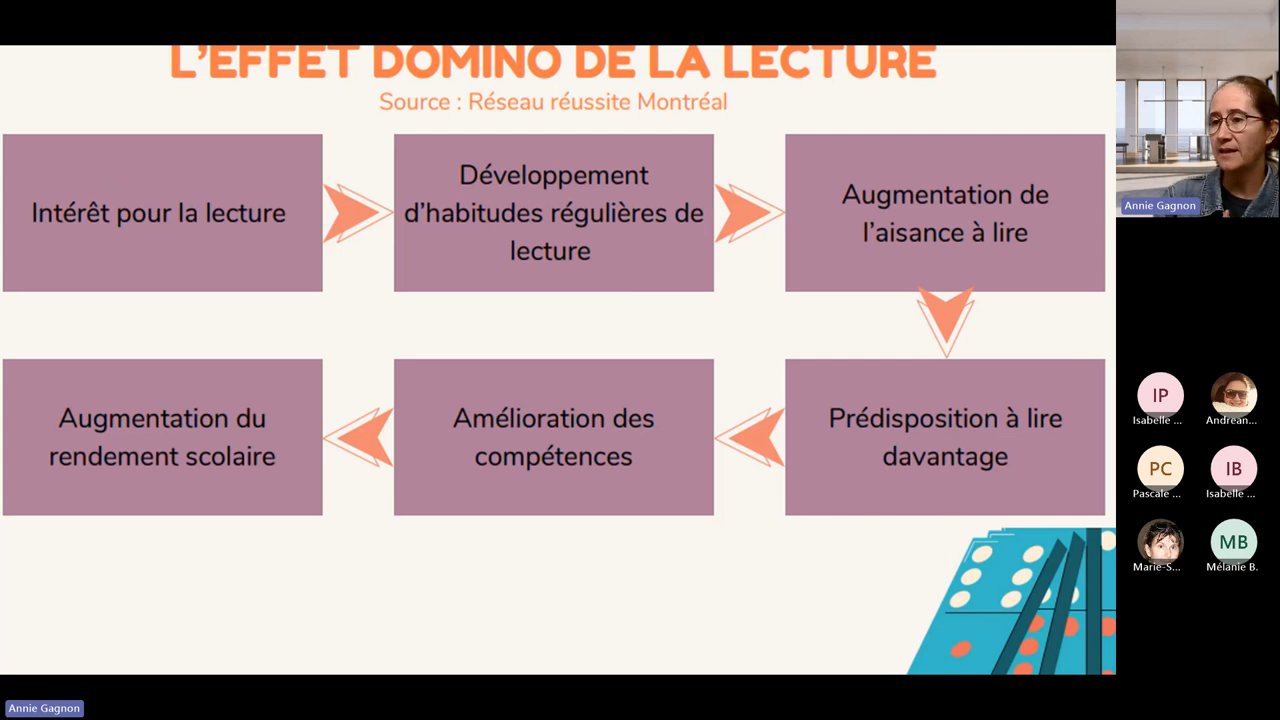 L'EFFET DOMINO DE LA LECTURE
Source : Réseau réussite Montréal
Intérêt pour la lecture
Développement
d'habitudes régulières de
lecture
Augmentation de
l'aisance à lire
Augmentation du
rendement scolaire
Amélioration des
compétences
Prédisposition à lire
davantage
Annie Gagnon
IP
Isabelle ...
Andrean...
PC
Pascale ...
IB
Isabelle ...
Marie-S...
MB
Mélanie B.
Annie Gagnon